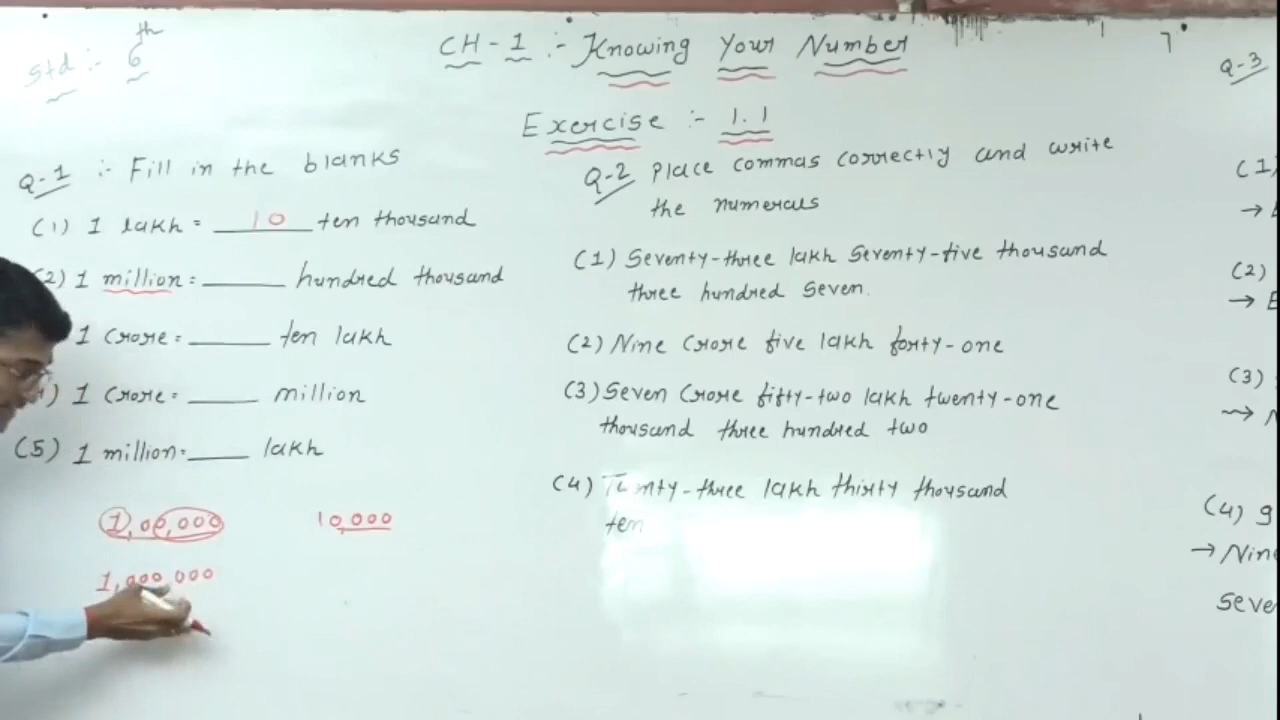 Std :- 6th
CH-1 :- Knowing Your Number
Exercise :- 1.1
Q-1 :- Fill in the blanks
(1) 1 lakh = 10 ten thousand
(2) 1 million = ______ hundred thousand
1 crore = ______ ten lakh
) 1 crore = ______ million
(5) 1 million = ______ lakh
1,00,000 10,000
1,000,000
Q-2 Place commas correctly and write
the numerals
(1) Seventy-three lakh seventy-five thousand
three hundred seven.
(2) Nine crore five lakh forty-one
(3) Seven crore fifty-two lakh twenty-one
thousand three hundred two
(4) Twenty-three lakh thirty thousand
ten
Q-3
(1)
→
(2)
→ E
(3)
→
(4) 9
→ Nine
seve